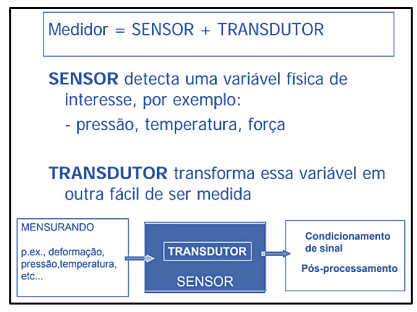 Medidor = SENSOR + TRANSDUTOR
SENSOR detecta uma variável física de
interesse, por exemplo:
- pressão, temperatura, força
TRANSDUTOR transforma essa variável em
outra fácil de ser medida
MENSURANDO
p.ex., deformação,
pressão,temperatura,
etc...
TRANSDUTOR
SENSOR
Condicionamento
de sinal
Pós-processamento